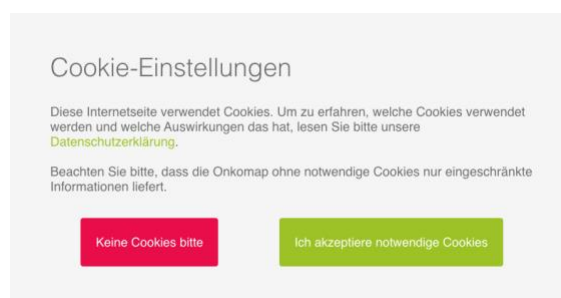 Cookie-Einstellungen
Diese Internetseite verwendet Cookies. Um zu erfahren, welche Cookies verwendet
werden und welche Auswirkungen das hat, lesen Sie bitte unsere
Datenschutzerklärung.
Beachten Sie bitte, dass die Onkomap ohne notwendige Cookies nur eingeschränkte
Informationen liefert.
Keine Cookies bitte
Ich akzeptiere notwendige Cookies